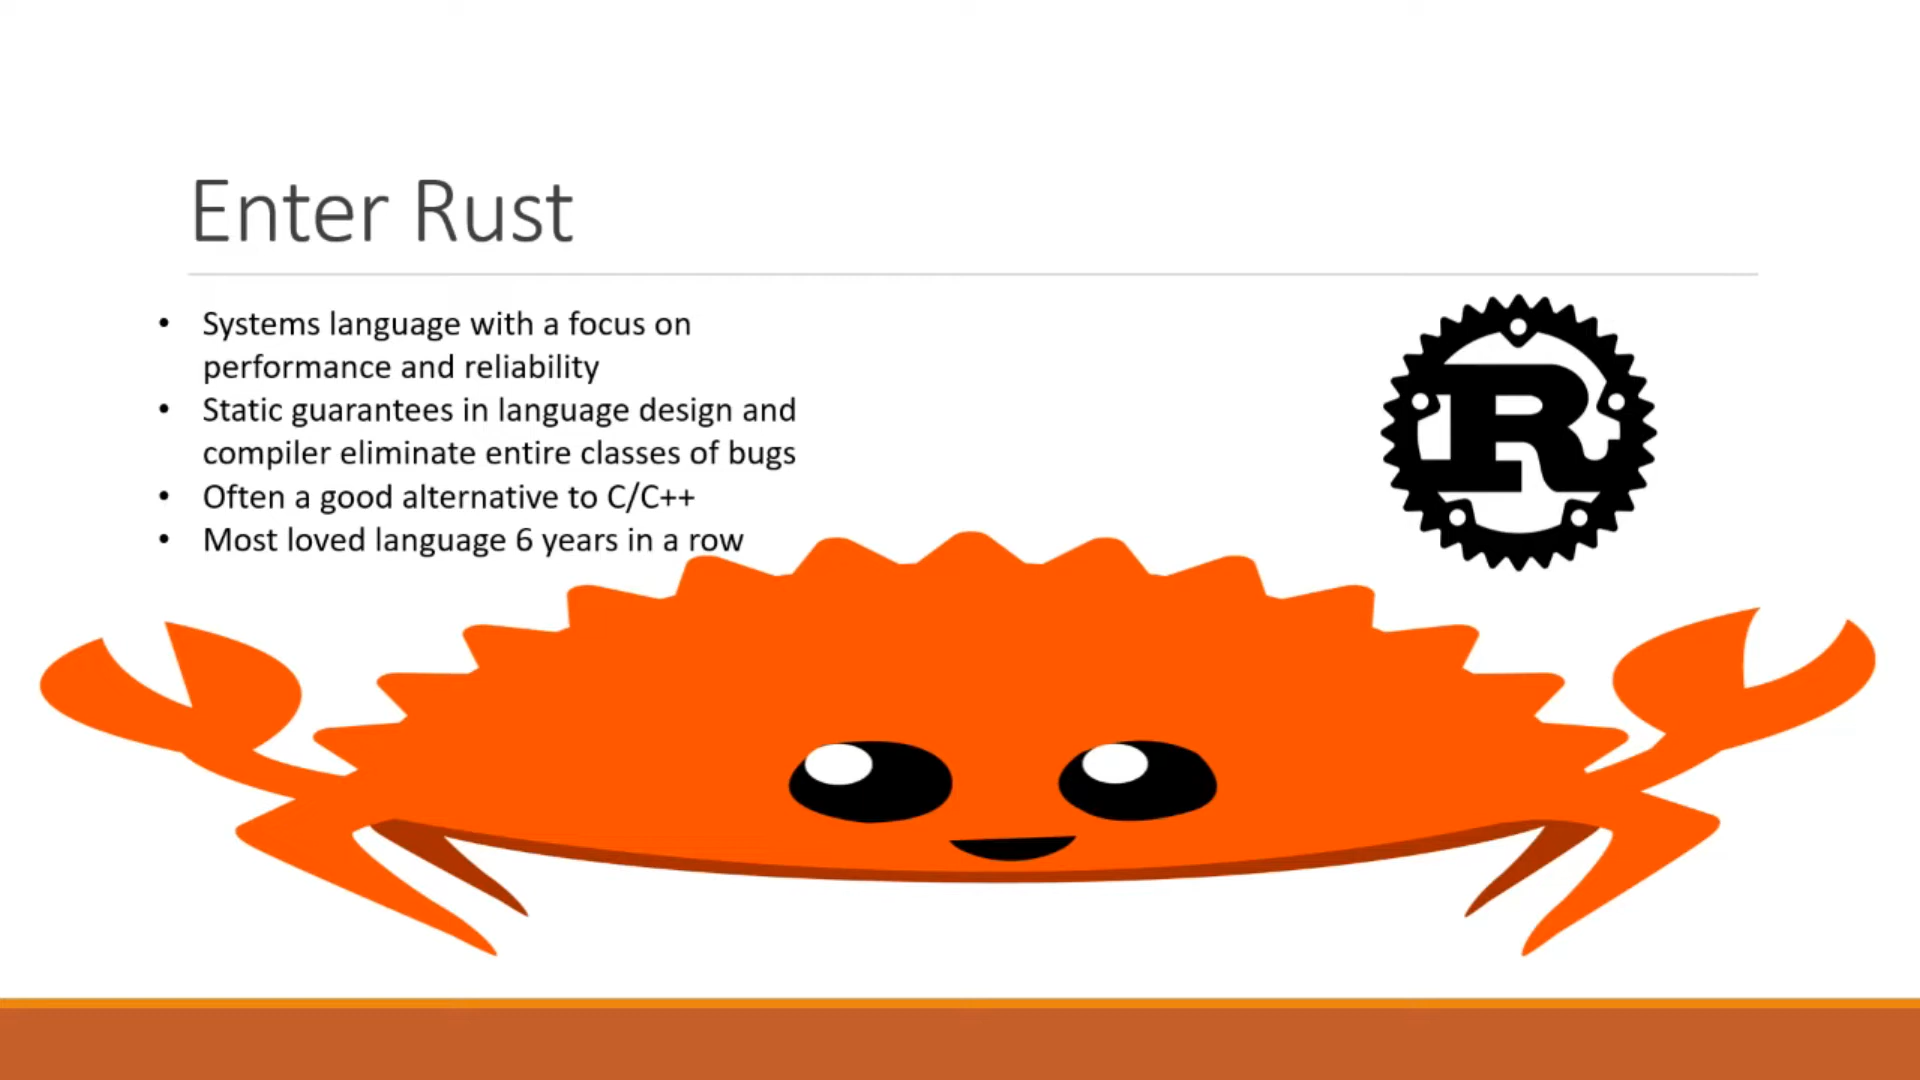 Enter Rust
• Systems language with a focus on
performance and reliability
• Static guarantees in language design and
compiler eliminate entire classes of bugs
• Often a good alternative to C/C++
• Most loved language 6 years in a row
R